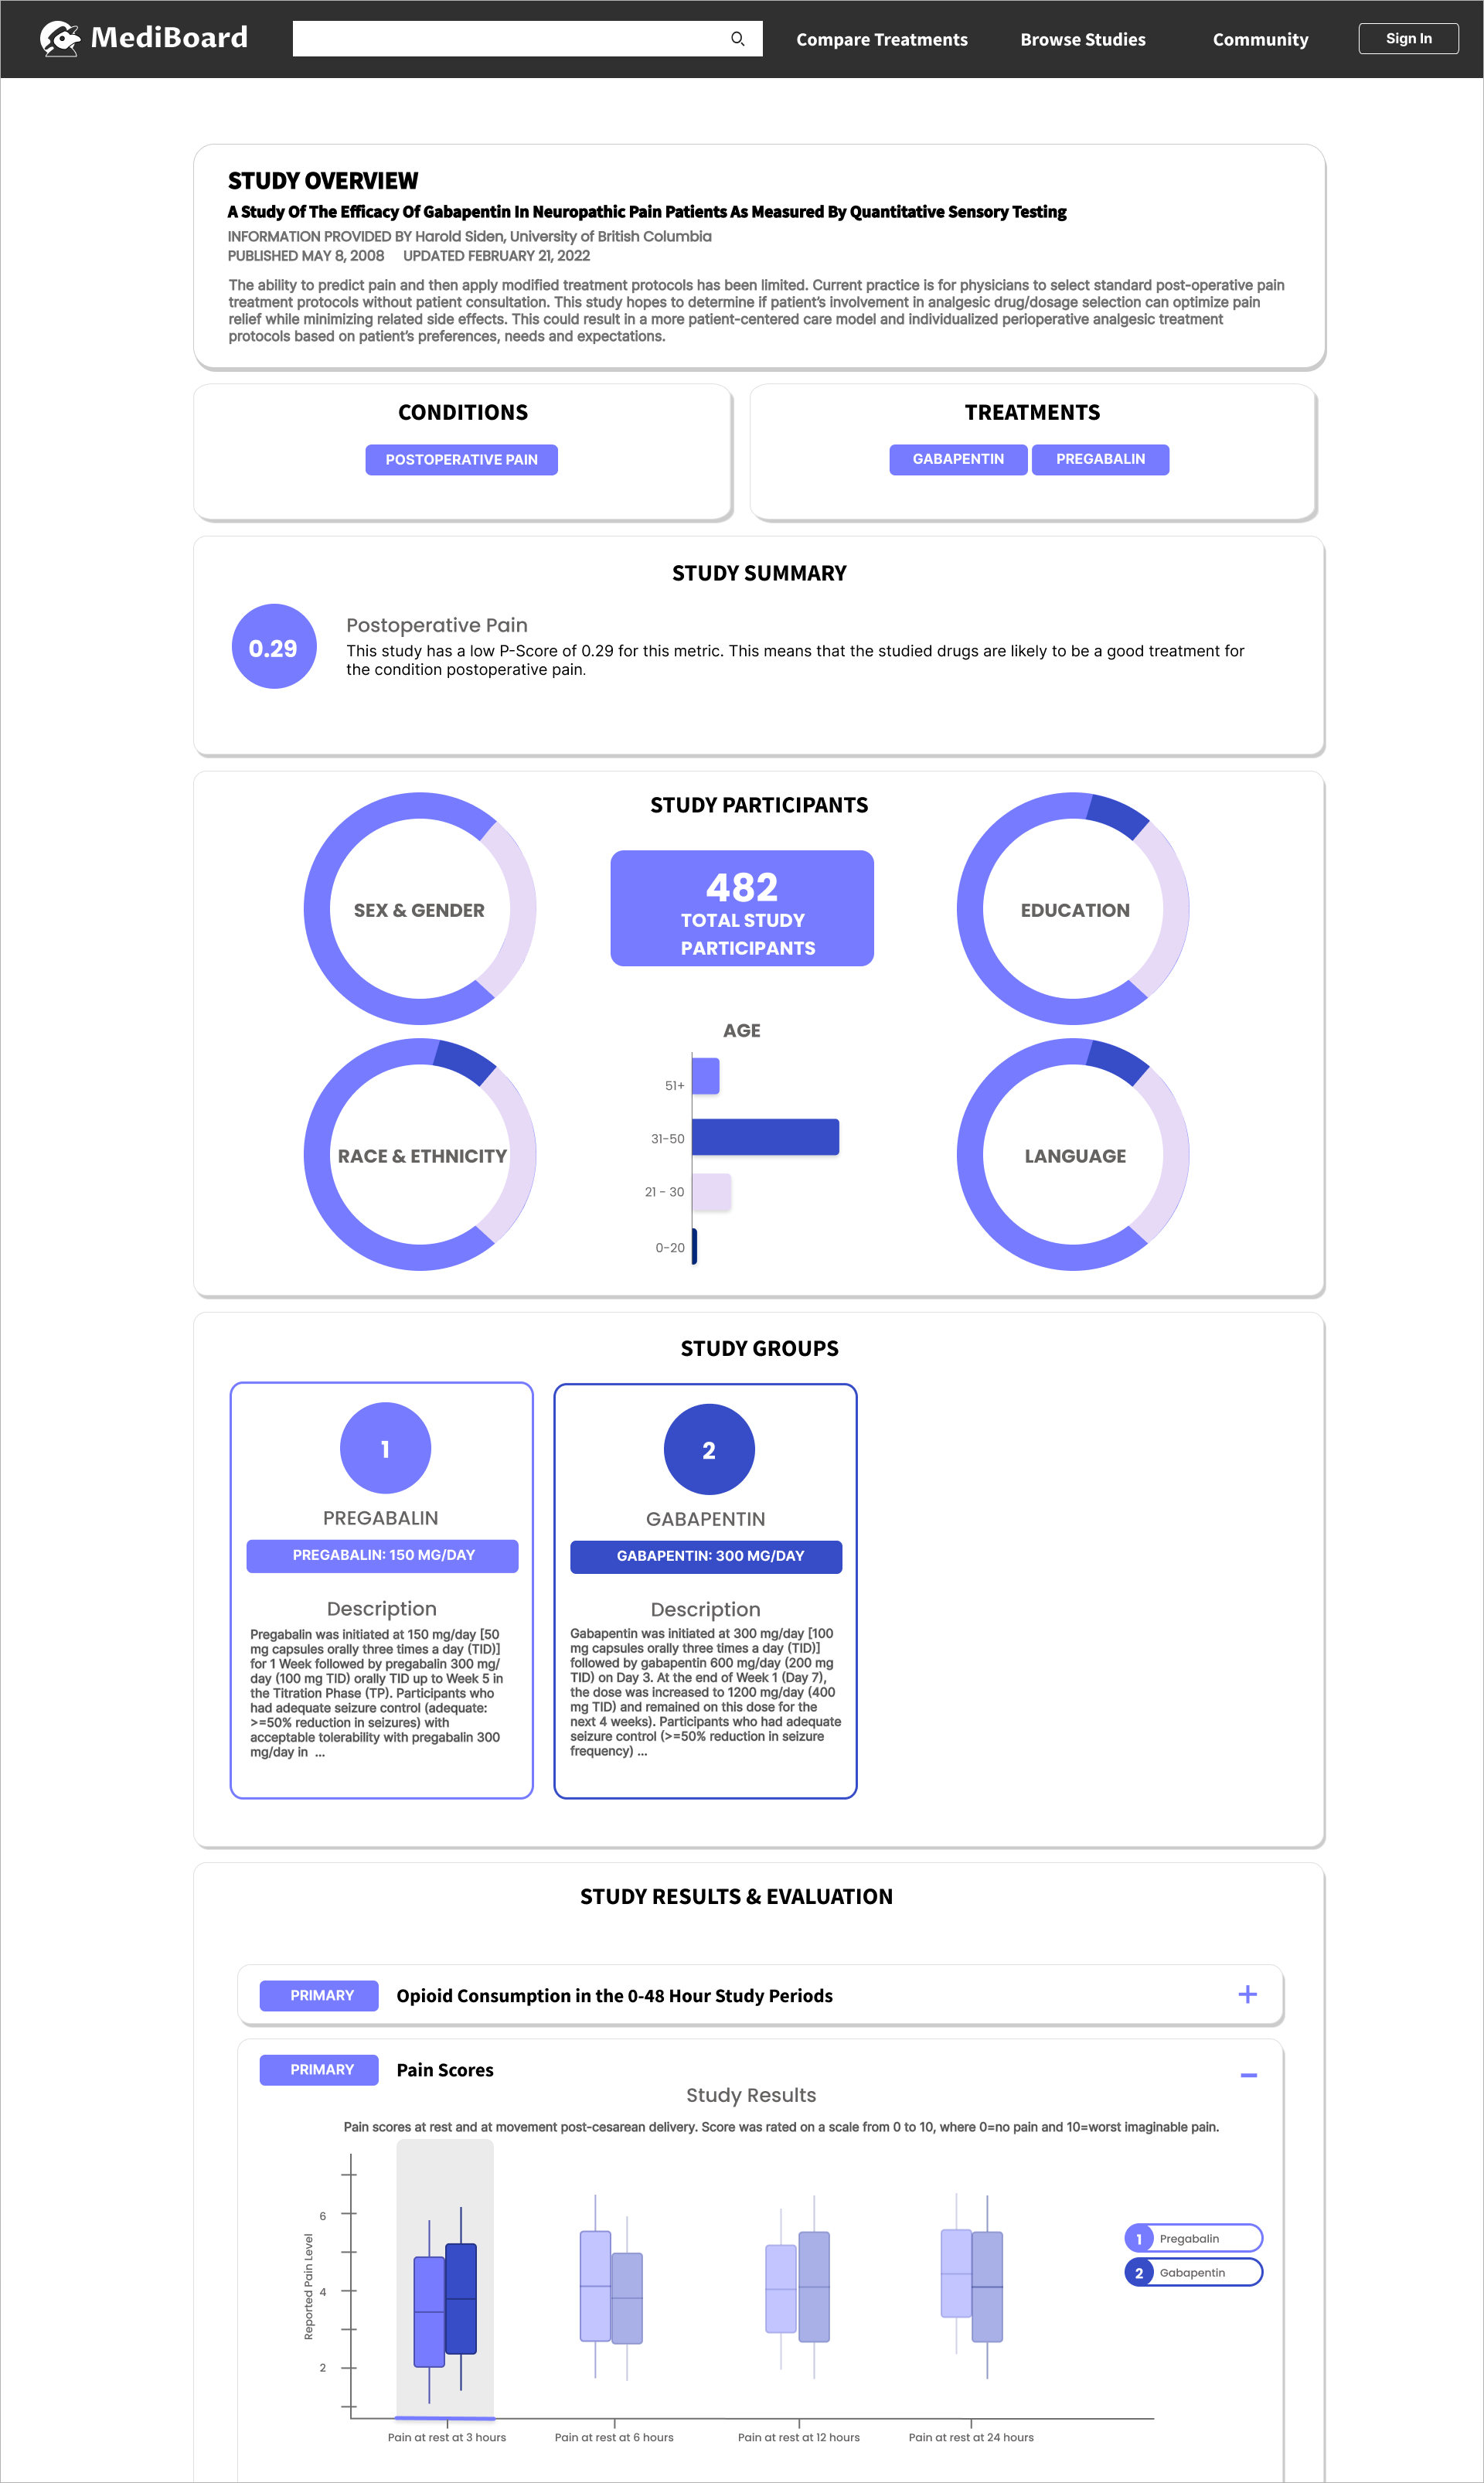 MediBoard
Compare Treatments
Browse Studies
Community
Sign In
STUDY OVERVIEW
A Study Of The Efficacy Of Gabapentin In Neuropathic Pain Patients As Measured By Quantitative Sensory Testing
INFORMATION PROVIDED BY Harold Siden, University of British Columbia
PUBLISHED MAY 8, 2008 UPDATED FEBRUARY 21, 2022
The ability to predict pain and then apply modified treatment protocols has been limited. Current practice is for physicians to select standard post-operative pain
treatment protocols without patient consultation. This study hopes to determine if patient's involvement in analgesic drug/dosage selection can optimize pain
relief while minimizing related side effects. This could result in a more patient-centered care model and individualized perioperative analgesic treatment
protocols based on patient's preferences, needs and expectations.
CONDITIONS
POSTOPERATIVE PAIN
TREATMENTS
GABAPENTIN
PREGABALIN
STUDY SUMMARY
0.29
Postoperative Pain
This study has a low P-Score of 0.29 for this metric. This means that the studied drugs are likely to be a good treatment for
the condition postoperative pain.
STUDY PARTICIPANTS
SEX & GENDER
482
TOTAL STUDY
PARTICIPANTS
EDUCATION
RACE & ETHNICITY
AGE
51+
31-50
21 - 30
0-20
LANGUAGE
STUDY GROUPS
1
PREGABALIN
PREGABALIN: 150 MG/DAY
Description
Pregabalin was initiated at 150 mg/day [50
mg capsules orally three times a day (TID)]
for 1 Week followed by pregabalin 300 mg/
day (100 mg TID) orally TID up to Week 5 in
the Titration Phase (TP). Participants who
had adequate seizure control (adequate:
>=50% reduction in seizures) with
acceptable tolerability with pregabalin 300
mg/day in ...
2
GABAPENTIN
GABAPENTIN: 300 MG/DAY
Description
Gabapentin was initiated at 300 mg/day [100
mg capsules orally three times a day (TID)]
followed by gabapentin 600 mg/day (200 mg
TID) on Day 3. At the end of Week 1 (Day 7),
the dose was increased to 1200 mg/day (400
mg TID) and remained on this dose for the
next 4 weeks). Participants who had adequate
seizure control (>=50% reduction in seizure
frequency) ...
STUDY RESULTS & EVALUATION
PRIMARY
Opioid Consumption in the 0-48 Hour Study Periods
+
PRIMARY
Pain Scores
–
Study Results
Pain scores at rest and at movement post-cesarean delivery. Score was rated on a scale from 0 to 10, where 0=no pain and 10=worst imaginable pain.
Reported Pain Level
6
4
2
Pain at rest at 3 hours
Pain at rest at 6 hours
Pain at rest at 12 hours
Pain at rest at 24 hours
1 Pregabalin
2 Gabapentin